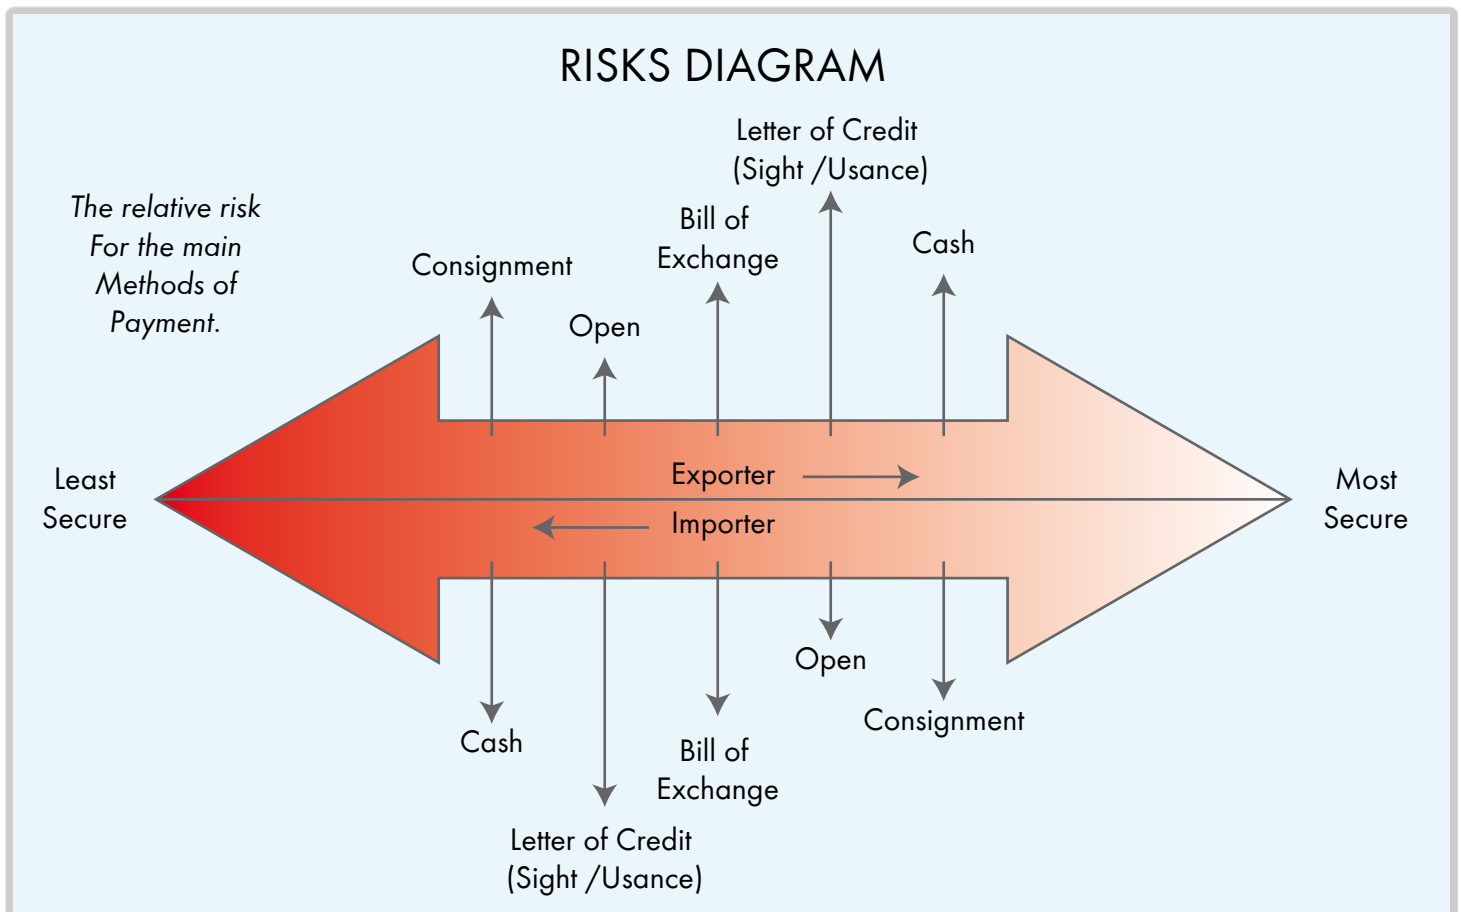 RISKS DIAGRAM
The relative risk
For the main
Methods of
Payment.
Consignment
Open
Bill of
Exchange
Letter of Credit
(Sight /Usance)
Cash
Least
Secure
Exporter
Importer
Most
Secure
Cash
Letter of Credit
(Sight /Usance)
Bill of
Exchange
Open
Consignment